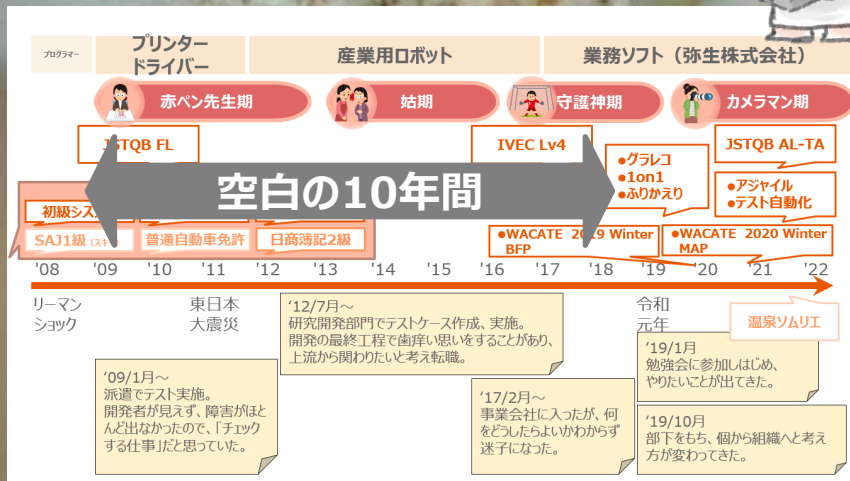 プログラマー
プリンター
ドライバー
産業用ロボット
業務ソフト（弥生株式会社）
赤ペン先生期
姑期
守護神期
カメラマン期
JSTQB FL
IVEC Lv4
●グラレコ
●1on1
●ふりかえり
JSTQB AL-TA
●アジャイル
●テスト自動化
空白の10年間
初級シス
SAJ1級（スキー）
普通自動車免許
日商簿記2級
●WACATE 2019 Winter
BFP
●WACATE 2020 Winter
MAP
'08
'09
'10
'11
'12
'13
'14
'15
'16
'17
'18
'19
'20
'21
'22
リーマン
ショック
東日本
大震災
令和
元年
温泉ソムリエ
‘09/1月～
派遣でテスト実施。
開発者が見えず、障害がほと
んど出なかったので、「チェック
する仕事」だと思っていた。
‘12/7月～
研究開発部門でテストケース作成、実施。
開発の最終工程で歯痒い思いをすることがあり、
上流から関わりたいと考え転職。
‘17/2月～
事業会社に入ったが、何
をどうしたらよいかわからず
迷子になった。
‘19/1月
勉強会に参加しはじめ、
やりたいことが出てきた。
‘19/10月
部下をもち、個から組織へと考え
方が変わってきた。